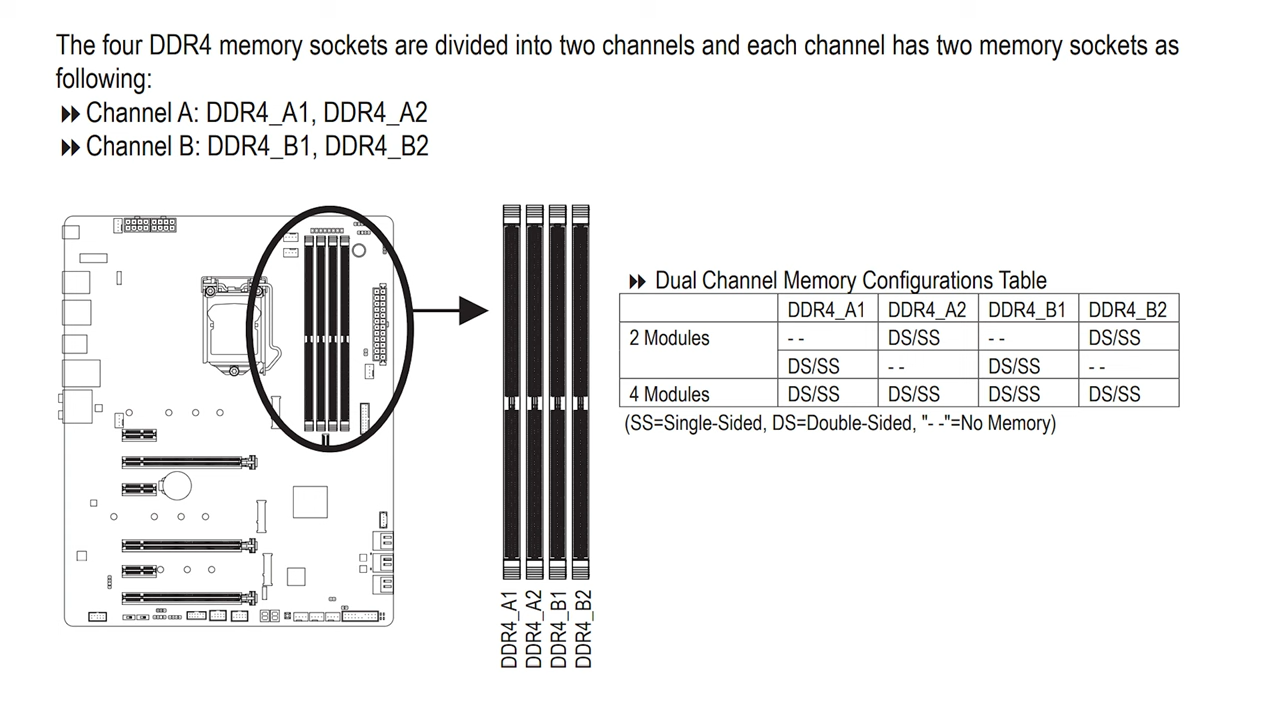 The four DDR4 memory sockets are divided into two channels and each channel has two memory sockets as
following:
Channel A: DDR4_A1, DDR4_A2
Channel B: DDR4_B1, DDR4_B2
Dual Channel Memory Configurations Table
DDR4_A1 DDR4_A2 DDR4_B1 DDR4_B2
2 Modules - - DS/SS - - DS/SS
DS/SS - - DS/SS - -
4 Modules DS/SS DS/SS DS/SS DS/SS
(SS=Single-Sided, DS=Double-Sided, "- -"=No Memory)
DDR4_A1
DDR4_A2
DDR4_B1
DDR4_B2